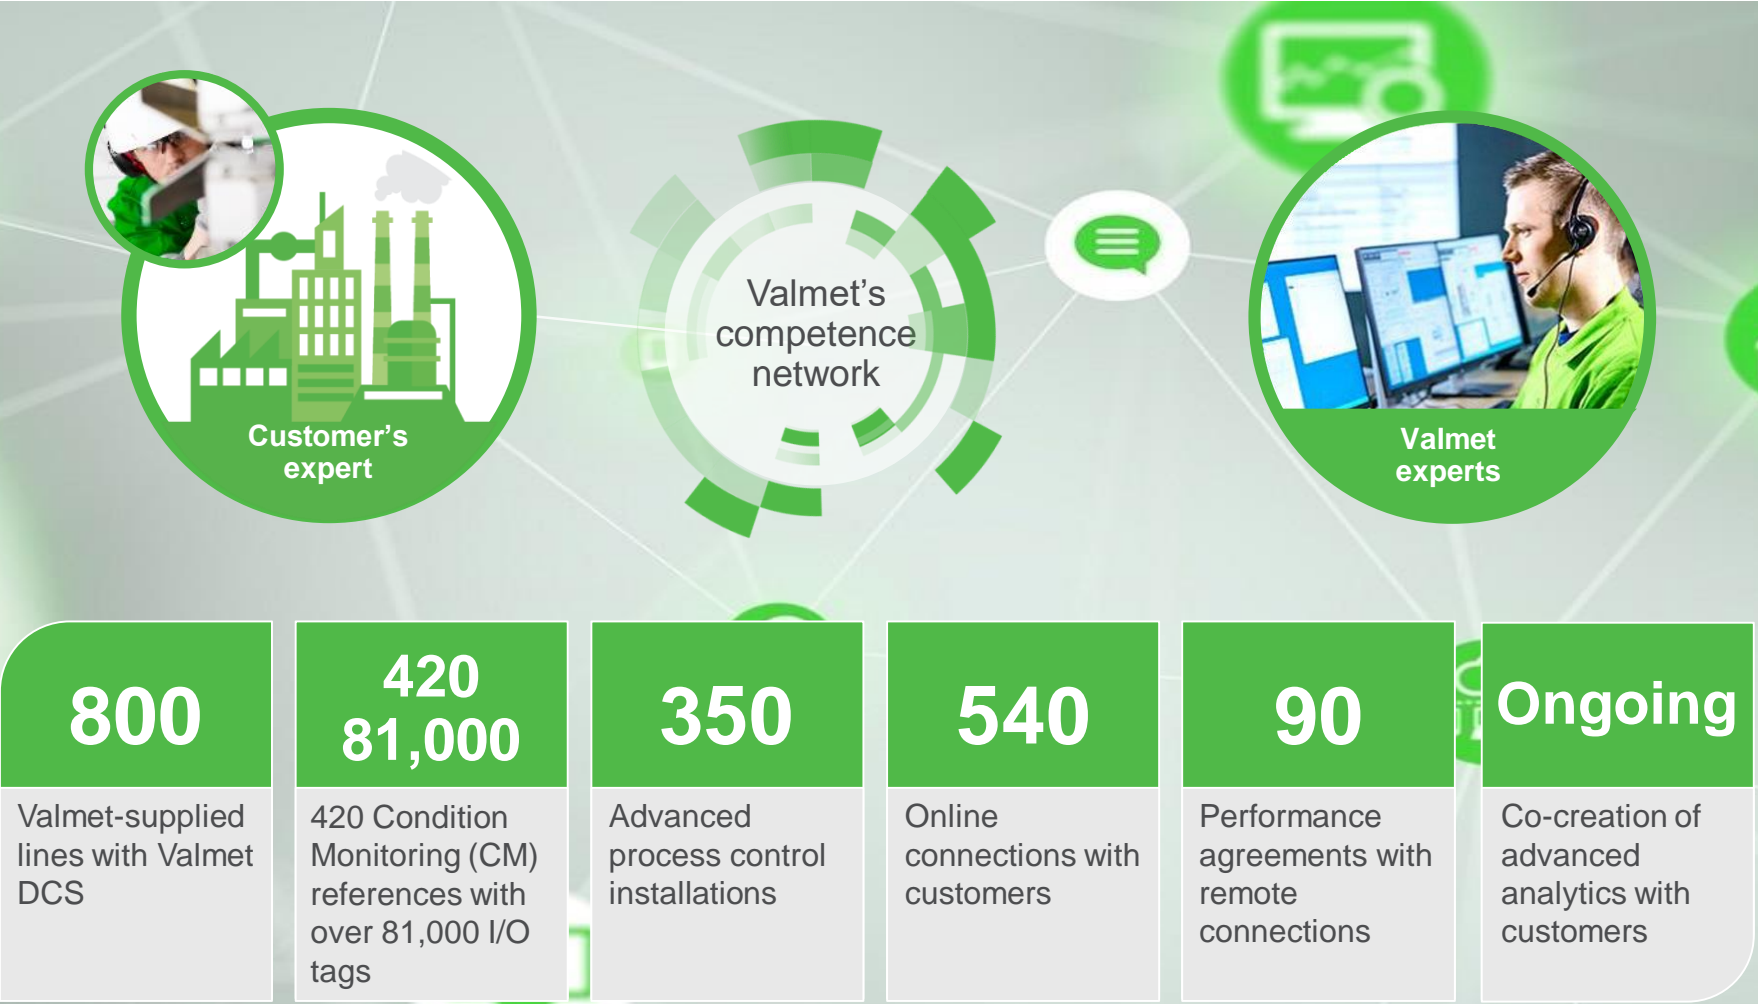 Valmet’s
competence
network
Customer’s
expert
Valmet
experts
800
Valmet-supplied
lines with Valmet
DCS
420
81,000
420 Condition
Monitoring (CM)
references with
over 81,000 I/O
tags
350
Advanced
process control
installations
540
Online
connections with
customers
90
Performance
agreements with
remote
connections
Ongoing
Co-creation of
advanced
analytics with
customers